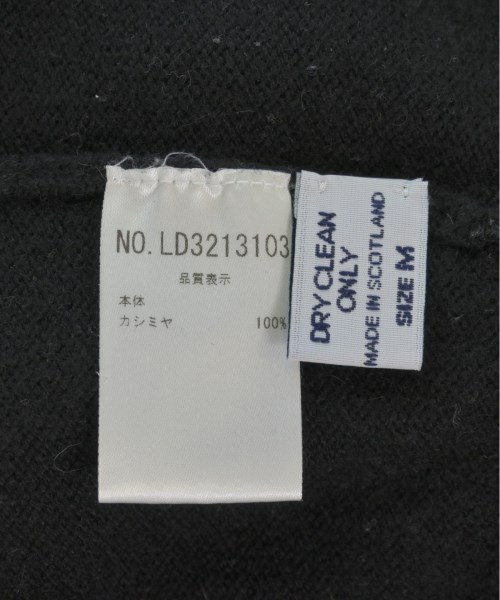 NO. LD3213103
品質表示
本体
カシミヤ 100%
DRY CLEAN
ONLY
MADE IN SCOTLAND
SIZE M